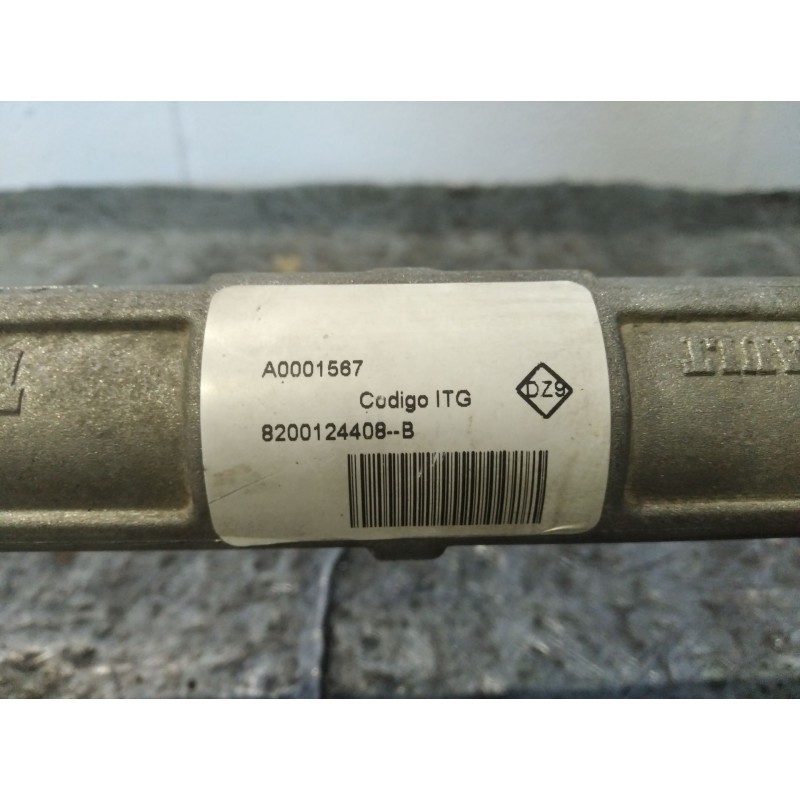 A0001567
DZ9
Codigo ITG
8200124408--B